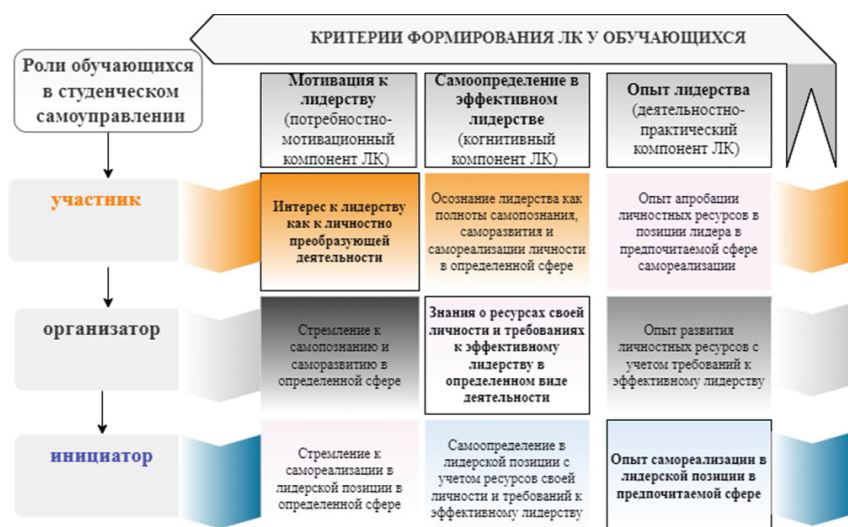 КРИТЕРИИ ФОРМИРОВАНИЯ ЛК У ОБУЧАЮЩИХСЯ
Роли обучающихся
в студенческом
самоуправлении
Мотивация к
лидерству
(потребностно-
мотивационный
компонент ЛК)
Самоопределение в
эффективном
лидерстве
(когнитивный
компонент ЛК)
Опыт лидерства
(деятельностно-
практический
компонент ЛК)
участник
Интерес к лидерству
как к личностно
преобразующей
деятельности
Осознание лидерства как
полноты самопознания,
саморазвития и
самореализации личности
в определенной сфере
Опыт апробации
личностных ресурсов в
позиции лидера в
предпочитаемой сфере
самореализации
организатор
Стремление к
самопознанию и
саморазвитию в
определенной сфере
Знания о ресурсах своей
личности и требованиях
к эффективному
лидерству в
определенном виде
деятельности
Опыт развития
личностных ресурсов с
учетом требований к
эффективному лидерству
инициатор
Стремление к
самореализации в
лидерской позиции в
определенной сфере
Самоопределение в
лидерской позиции с
учетом ресурсов своей
личности и требований к
эффективному лидерству
Опыт самореализации в
лидерской позиции в
предпочитаемой сфере